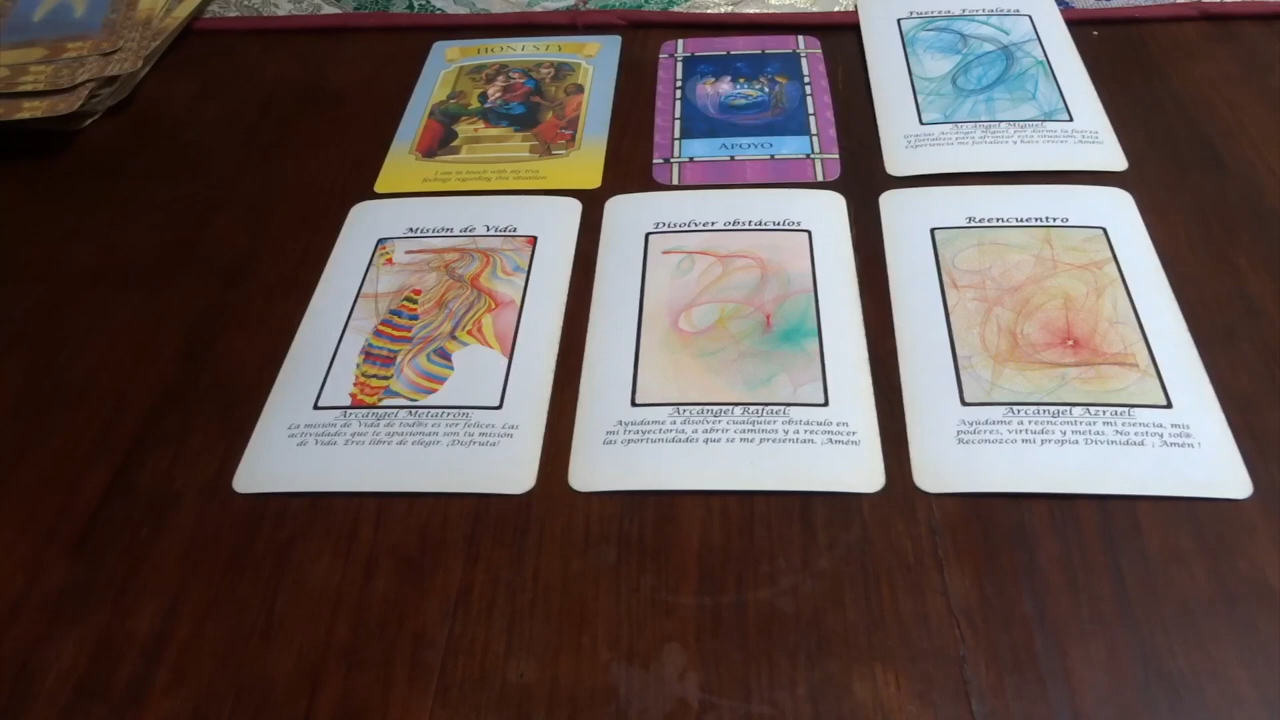 HONESTY
I am in touch with my true
feelings regarding this situation
APOYO
Fuerza, Fortaleza
Arcángel Miguel:
Gracias Arcángel Miguel, por darme la fuerza
y fortaleza para afrontar esta situación. Esta
experiencia me fortalece y hace crecer. ¡Amén!
Misión de Vida
Arcángel Metatrón:
La misión de Vida de tod@s es ser felices. Las
actividades que te apasionan son tu misión
de Vida. Eres libre de elegir. ¡Disfruta!
Disolver obstáculos
Arcángel Rafael:
Ayúdame a disolver cualquier obstáculo en
mi trayectoria, a abrir caminos y a reconocer
las oportunidades que se me presentan. ¡Amén!
Reencuentro
Arcángel Azrael:
Ayúdame a reencontrar mi esencia, mis
poderes, virtudes y metas. No estoy sol@.
Reconozco mi propia Divinidad. ¡ Amén !